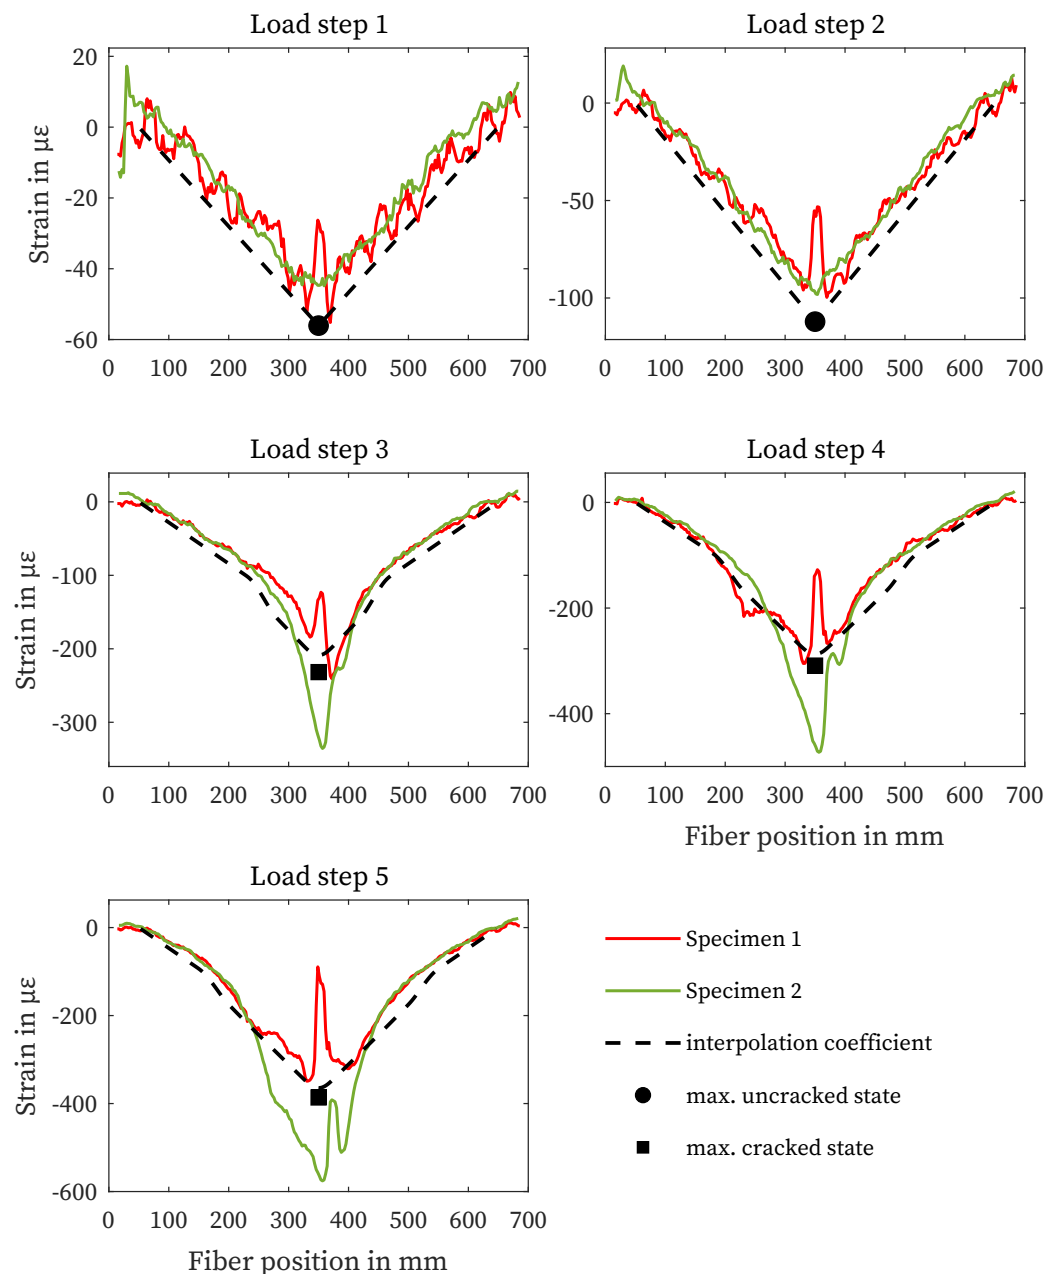 Load step 1
Load step 2
Strain in με
20
0
-20
-40
-60
0 100 200 300 400 500 600 700
0
-50
-100
0 100 200 300 400 500 600 700
Load step 3
Load step 4
Strain in με
0
-100
-200
-300
0 100 200 300 400 500 600 700
0
-200
-400
0 100 200 300 400 500 600 700
Fiber position in mm
Load step 5
Strain in με
0
-200
-400
-600
0 100 200 300 400 500 600 700
Fiber position in mm
Specimen 1
Specimen 2
interpolation coefficient
max. uncracked state
max. cracked state